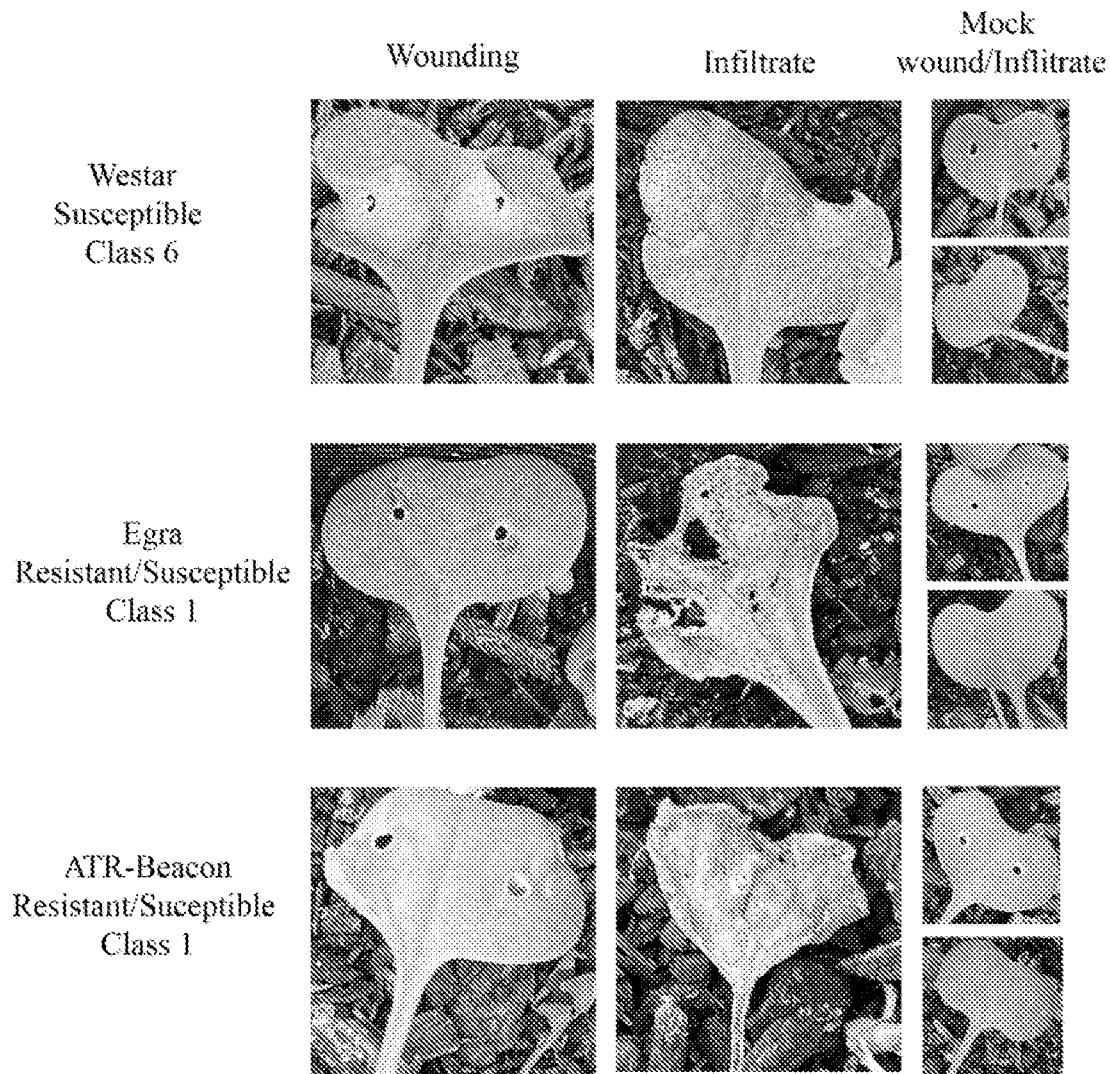 Wounding
Infiltrate
Mock
wound/Inflitrate
Westar
Susceptible
Class 6
Egra
Resistant/Susceptible
Class 1
ATR-Beacon
Resistant/Suceptible
Class 1